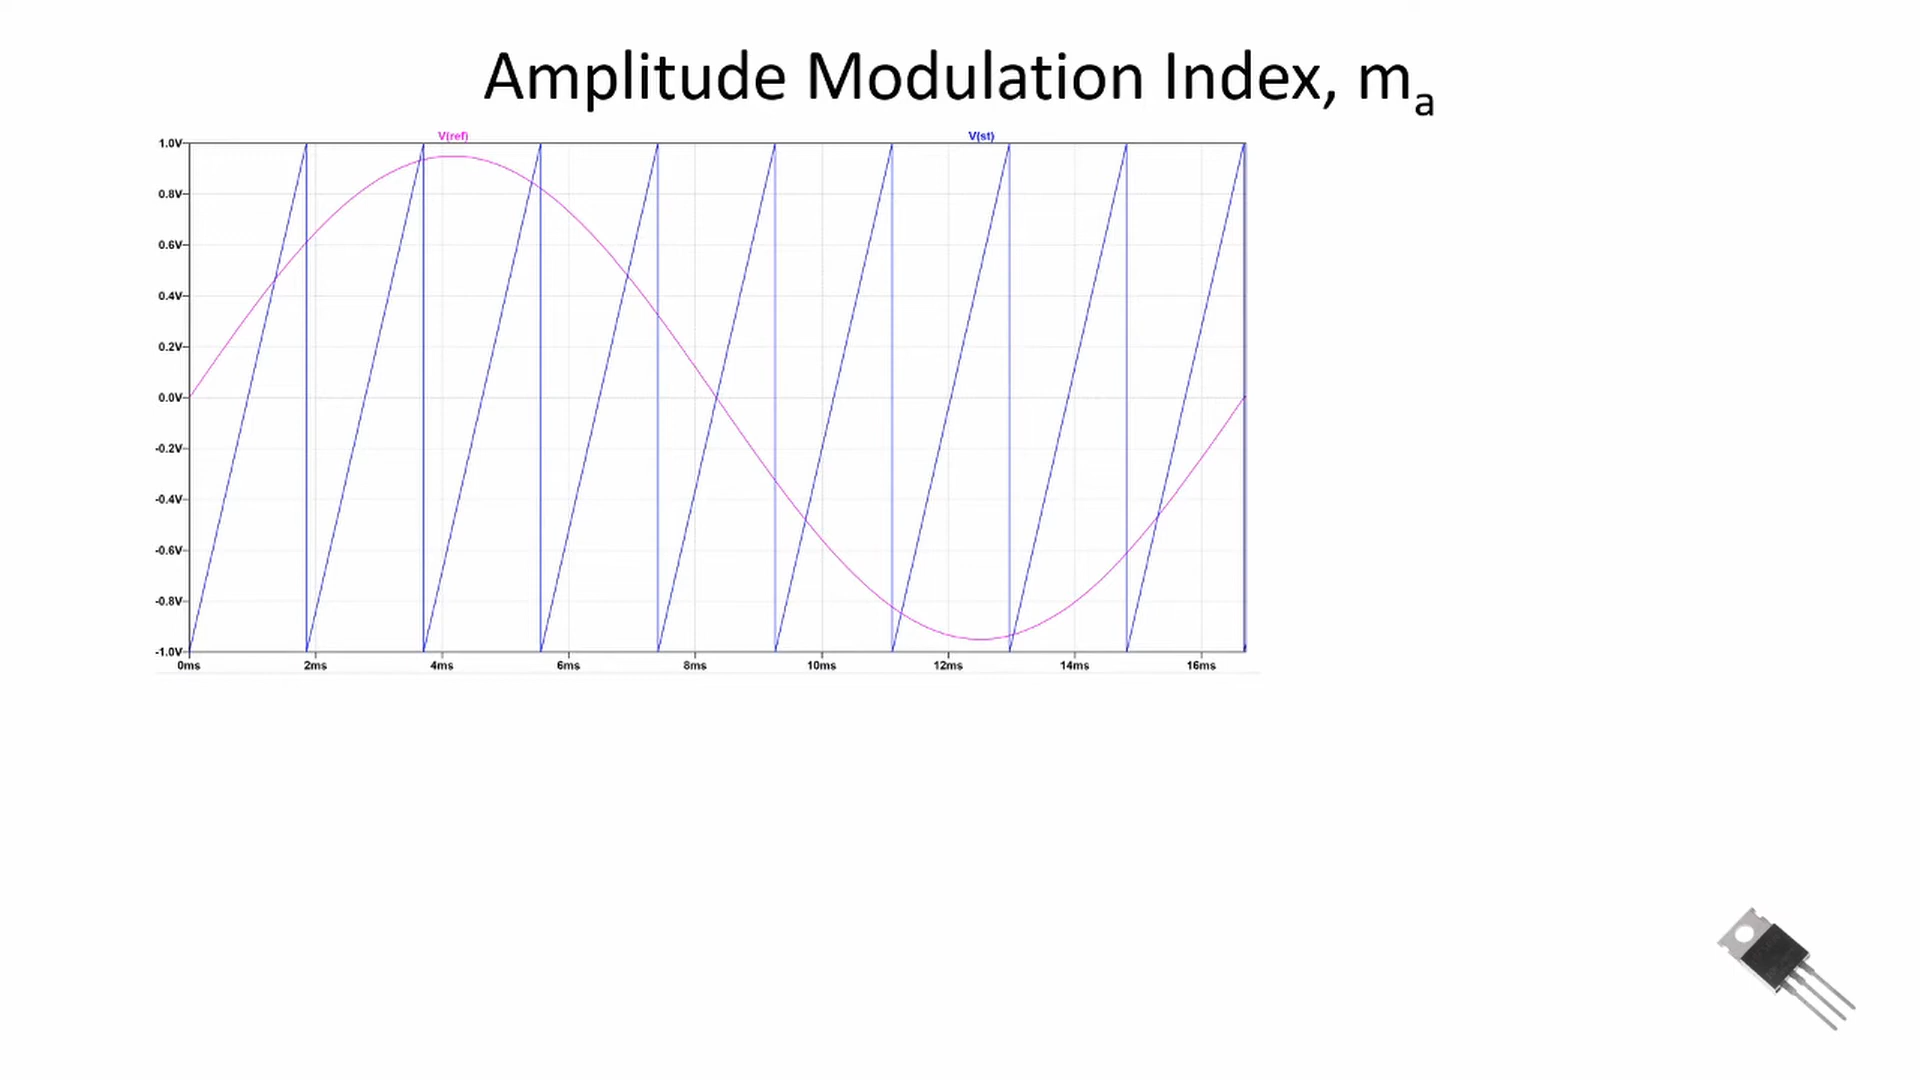 Amplitude Modulation Index, mₐ
V(ref) V(st)
1.0V
0.8V
0.6V
0.4V
0.2V
0.0V
-0.2V
-0.4V
-0.6V
-0.8V
-1.0V
0ms 2ms 4ms 6ms 8ms 10ms 12ms 14ms 16ms